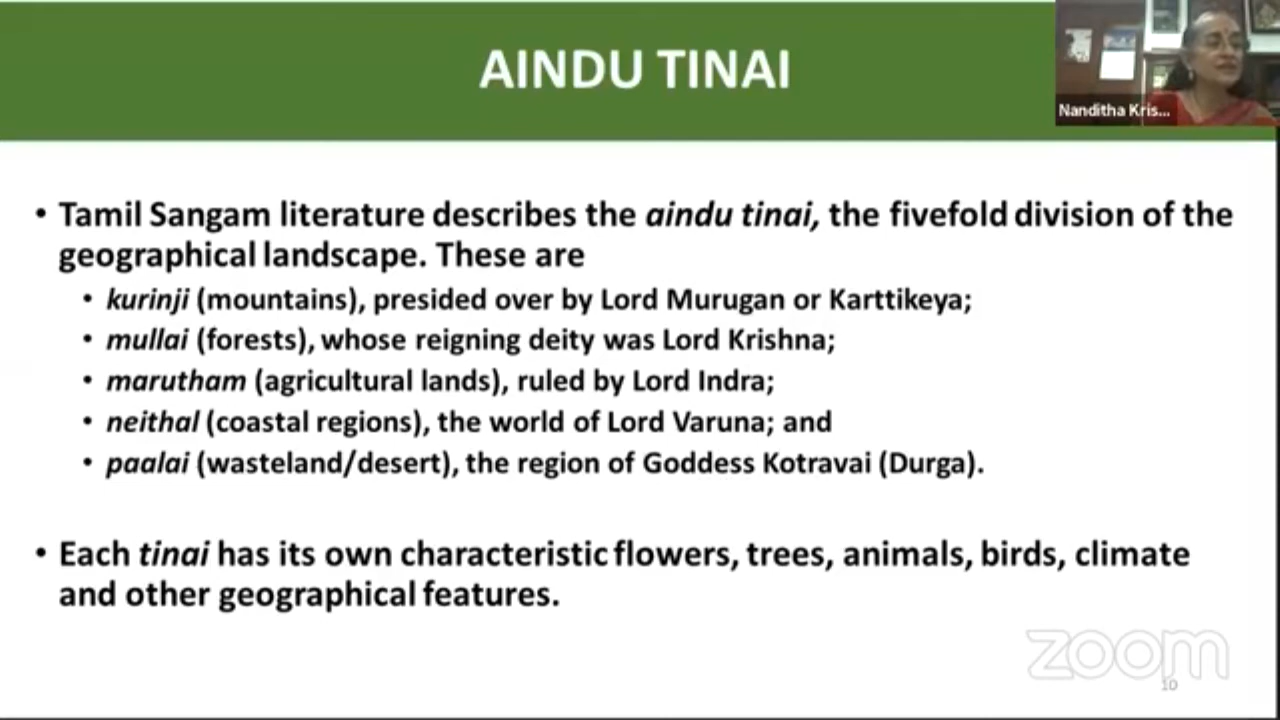 AINDU TINAI
Nanditha Kris...
• Tamil Sangam literature describes the aindu tinai, the fivefold division of the
geographical landscape. These are
• kurinji (mountains), presided over by Lord Murugan or Karttikeya;
• mullai (forests), whose reigning deity was Lord Krishna;
• marutham (agricultural lands), ruled by Lord Indra;
• neithal (coastal regions), the world of Lord Varuna; and
• paalai (wasteland/desert), the region of Goddess Kotravai (Durga).
• Each tinai has its own characteristic flowers, trees, animals, birds, climate
and other geographical features.
zoom
10